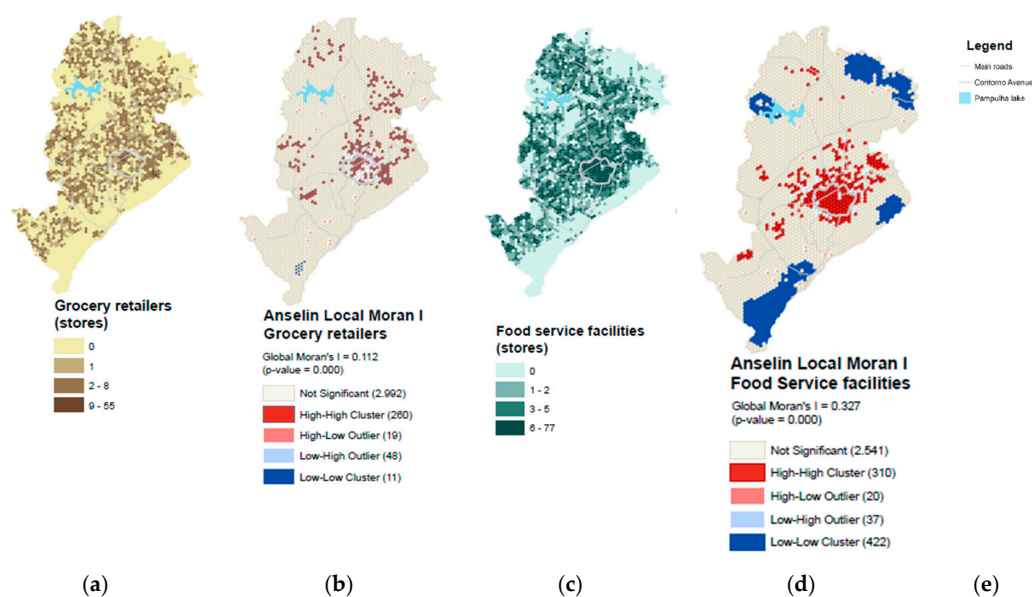 Legend
Main roads
Contorno Avenue
Pampulha lake
Grocery retailers
(stores)
0
1
2 - 8
9 - 55
Anselin Local Moran I
Grocery retailers
Global Moran's I = 0.112
(p-value = 0.000)
Not Significant (2.992)
High-High Cluster (260)
High-Low Outlier (19)
Low-High Outlier (48)
Low-Low Cluster (11)
Food service facilities
(stores)
0
1 - 2
3 - 5
6 - 77
Anselin Local Moran I
Food Service facilities
Global Moran's I = 0.327
(p-value = 0.000)
Not Significant (2.541)
High-High Cluster (310)
High-Low Outlier (20)
Low-High Outlier (37)
Low-Low Cluster (422)
(a) (b) (c) (d) (e)